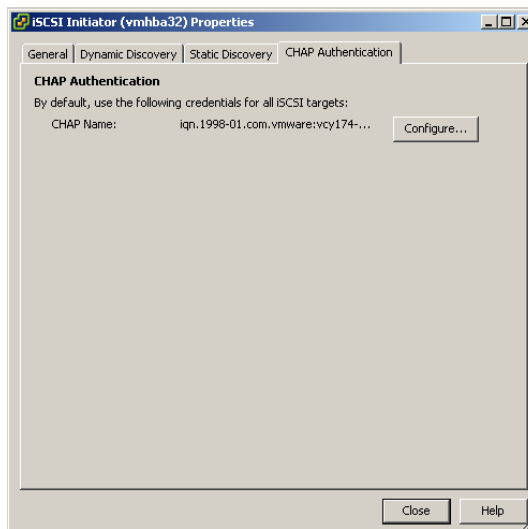 iSCSI Initiator (vmhba32) Properties
General Dynamic Discovery Static Discovery CHAP Authentication
CHAP Authentication
By default, use the following credentials for all iSCSI targets:
CHAP Name: iqn.1998-01.com.vmware:vcy174-... Configure...
Close Help